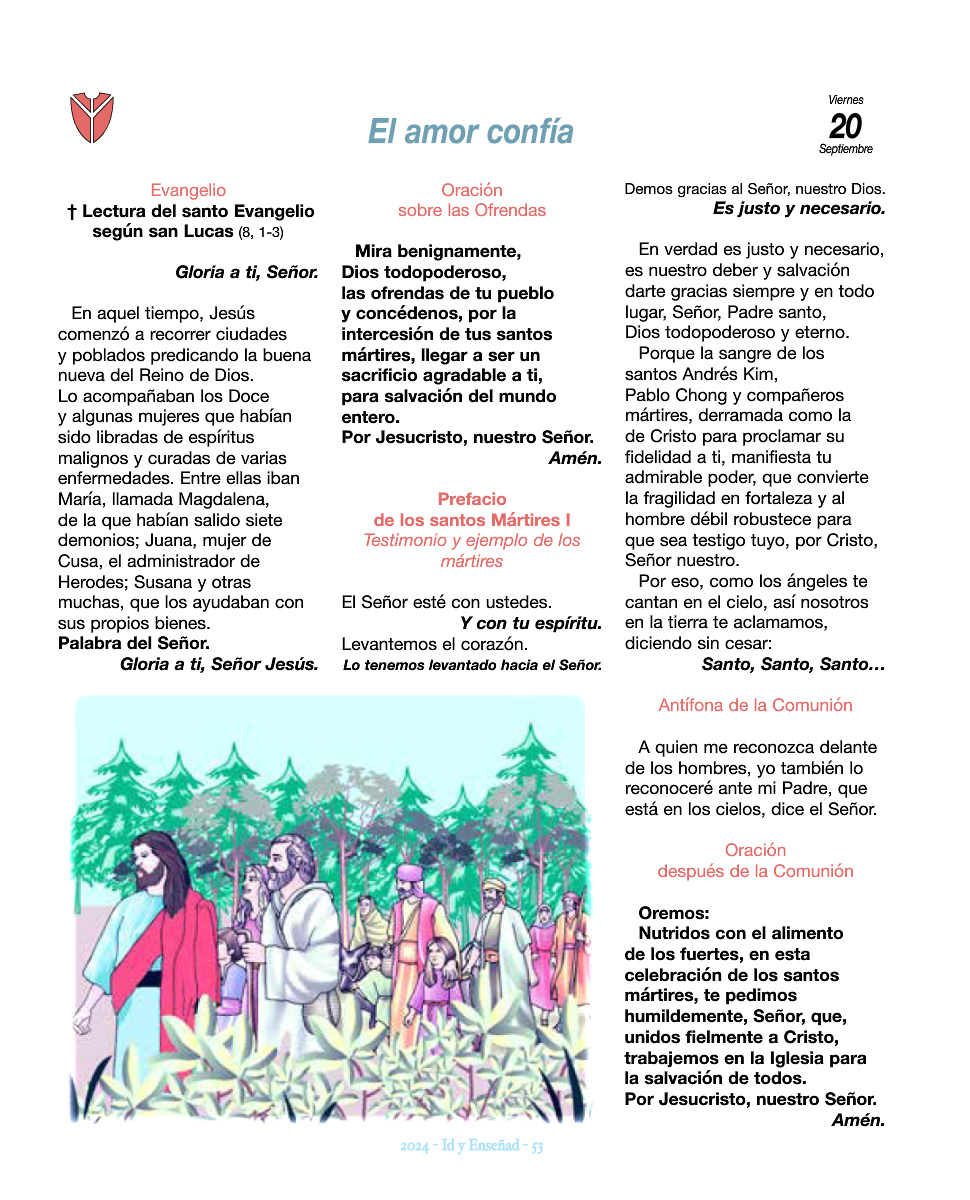 El amor confía
Viernes
20
Septiembre
Evangelio
† Lectura del santo Evangelio
según san Lucas (8, 1-3)
Gloria a ti, Señor.
En aquel tiempo, Jesús
comenzó a recorrer ciudades
y poblados predicando la buena
nueva del Reino de Dios.
Lo acompañaban los Doce
y algunas mujeres que habían
sido libradas de espíritus
malignos y curadas de varias
enfermedades. Entre ellas iban
María, llamada Magdalena,
de la que habían salido siete
demonios; Juana, mujer de
Cusa, el administrador de
Herodes; Susana y otras
muchas, que los ayudaban con
sus propios bienes.
Palabra del Señor.
Gloria a ti, Señor Jesús.
Oración
sobre las Ofrendas
Mira benignamente,
Dios todopoderoso,
las ofrendas de tu pueblo
y concédenos, por la
intercesión de tus santos
mártires, llegar a ser un
sacrificio agradable a ti,
para salvación del mundo
entero.
Por Jesucristo, nuestro Señor.
Amén.
Prefacio
de los santos Mártires I
Testimonio y ejemplo de los
mártires
El Señor esté con ustedes.
Y con tu espíritu.
Levantemos el corazón.
Lo tenemos levantado hacia el Señor.
Demos gracias al Señor, nuestro Dios.
Es justo y necesario.
En verdad es justo y necesario,
es nuestro deber y salvación
darte gracias siempre y en todo
lugar, Señor, Padre santo,
Dios todopoderoso y eterno.
Porque la sangre de los
santos Andrés Kim,
Pablo Chong y compañeros
mártires, derramada como la
de Cristo para proclamar su
fidelidad a ti, manifiesta tu
admirable poder, que convierte
la fragilidad en fortaleza y al
hombre débil robustece para
que sea testigo tuyo, por Cristo,
Señor nuestro.
Por eso, como los ángeles te
cantan en el cielo, así nosotros
en la tierra te aclamamos,
diciendo sin cesar:
Santo, Santo, Santo…
Antífona de la Comunión
A quien me reconozca delante
de los hombres, yo también lo
reconoceré ante mi Padre, que
está en los cielos, dice el Señor.
Oración
después de la Comunión
Oremos:
Nutridos con el alimento
de los fuertes, en esta
celebración de los santos
mártires, te pedimos
humildemente, Señor, que,
unidos fielmente a Cristo,
trabajemos en la Iglesia para
la salvación de todos.
Por Jesucristo, nuestro Señor.
Amén.
2024 - Id y Enseñad - 53